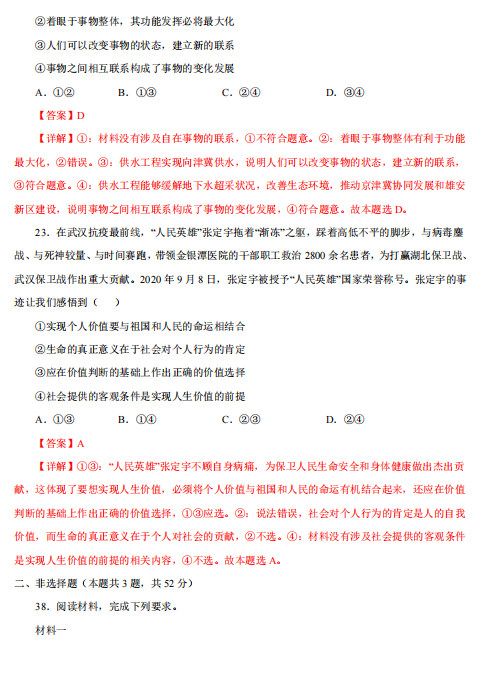 ②着眼于事物整体，其功能发挥必将最大化
③人们可以改变事物的状态，建立新的联系
④事物之间相互联系构成了事物的变化发展
A．①② B．①③ C．②④ D．③④
【答案】D
【详解】①：材料没有涉及自在事物的联系，①不符合题意。②：着眼于事物整体有利于功能
最大化，②错误。③：供水工程实现向津冀供水，说明人们可以改变事物的状态，建立新的联系，
③符合题意。④：供水工程能够缓解地下水超采状况，改善生态环境，推动京津冀协同发展和雄安
新区建设，说明事物之间相互联系构成了事物的变化发展，④符合题意。故本题选 D。
23．在武汉抗疫最前线，“人民英雄”张定宇拖着“渐冻”之躯，踩着高低不平的脚步，与病毒鏖
战、与死神较量、与时间赛跑，带领金银潭医院的干部职工救治 2800 余名患者，为打赢湖北保卫战、
武汉保卫战作出重大贡献。2020 年 9 月 8 日，张定宇被授予“人民英雄”国家荣誉称号。张定宇的事
迹让我们感悟到（ ）
①实现个人价值要与祖国和人民的命运相结合
②生命的真正意义在于社会对个人行为的肯定
③应在价值判断的基础上作出正确的价值选择
④社会提供的客观条件是实现人生价值的前提
A．①③ B．①④ C．②③ D．②④
【答案】A
【详解】①③：“人民英雄”张定宇不顾自身病痛，为保卫人民生命安全和身体健康做出杰出贡
献，这体现了要想实现人生价值，必须将个人价值与祖国和人民的命运有机结合起来，还应在价值
判断的基础上作出正确的价值选择，①③应选。②：说法错误，社会对个人行为的肯定是人的自我
价值，而生命的真正意义在于个人对社会的贡献，②不选。④：材料没有涉及社会提供的客观条件
是实现人生价值的前提的相关内容，④不选。故本题选 A。
二、非选择题（本题共 3 题，共 52 分）
38．阅读材料，完成下列要求。
材料一